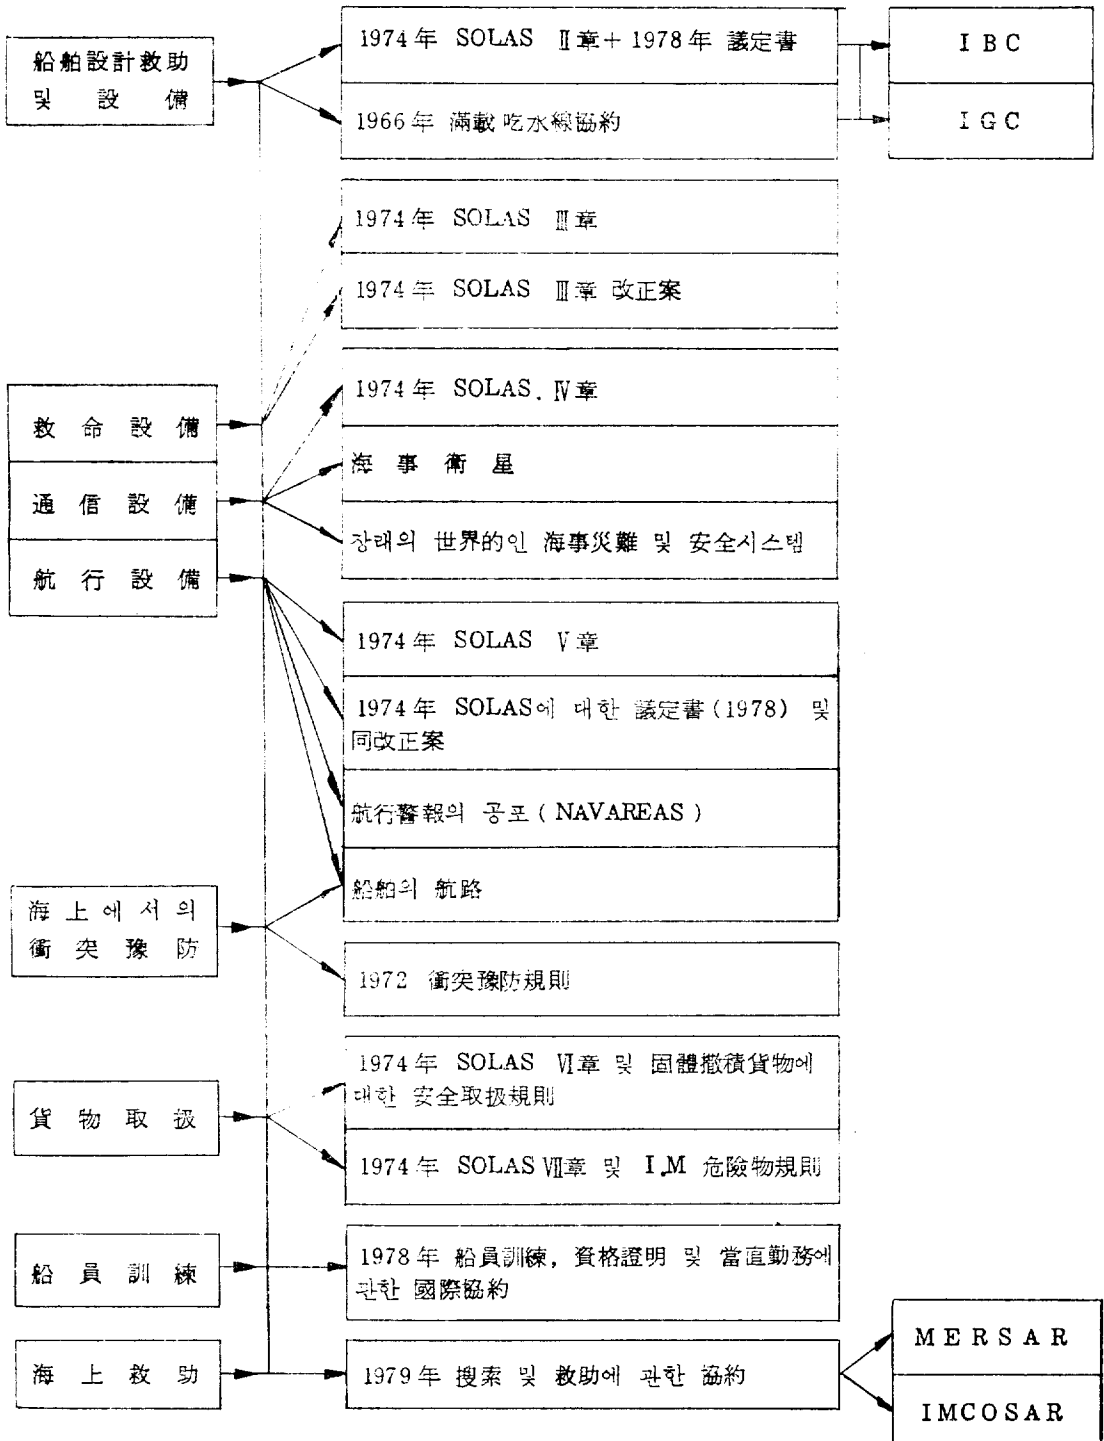 船舶設計救助
및 設備
1974年 SOLAS Ⅱ章+1978年 議定書
1966年 滿載吃水線協約
IBC
IGC
1974年 SOLAS Ⅲ章
1974年 SOLAS Ⅲ章 改正案
救命設備
通信設備
航行設備
1974年 SOLAS. Ⅳ章
海事衛星
장래의 世界的인 海事災難 및 安全시스템
1974年 SOLAS Ⅴ章
1974年 SOLAS에 대한 議定書(1978) 및
同改正案
航行警報의 공포 (NAVAREAS)
船舶의 航路
海上에서의
衝突豫防
1972 衝突豫防規則
貨物取扱
1974年 SOLAS Ⅵ章 및 固體撒積貨物에
대한 安全取扱規則
1974年 SOLAS Ⅶ章 및 I.M 危險物規則
船員訓練
1978年 船員訓練, 資格證明 및 當直勤務에
관한 國際協約
海上救助
1979年 搜索 및 救助에 관한 協約
MERSAR
IMCOSAR